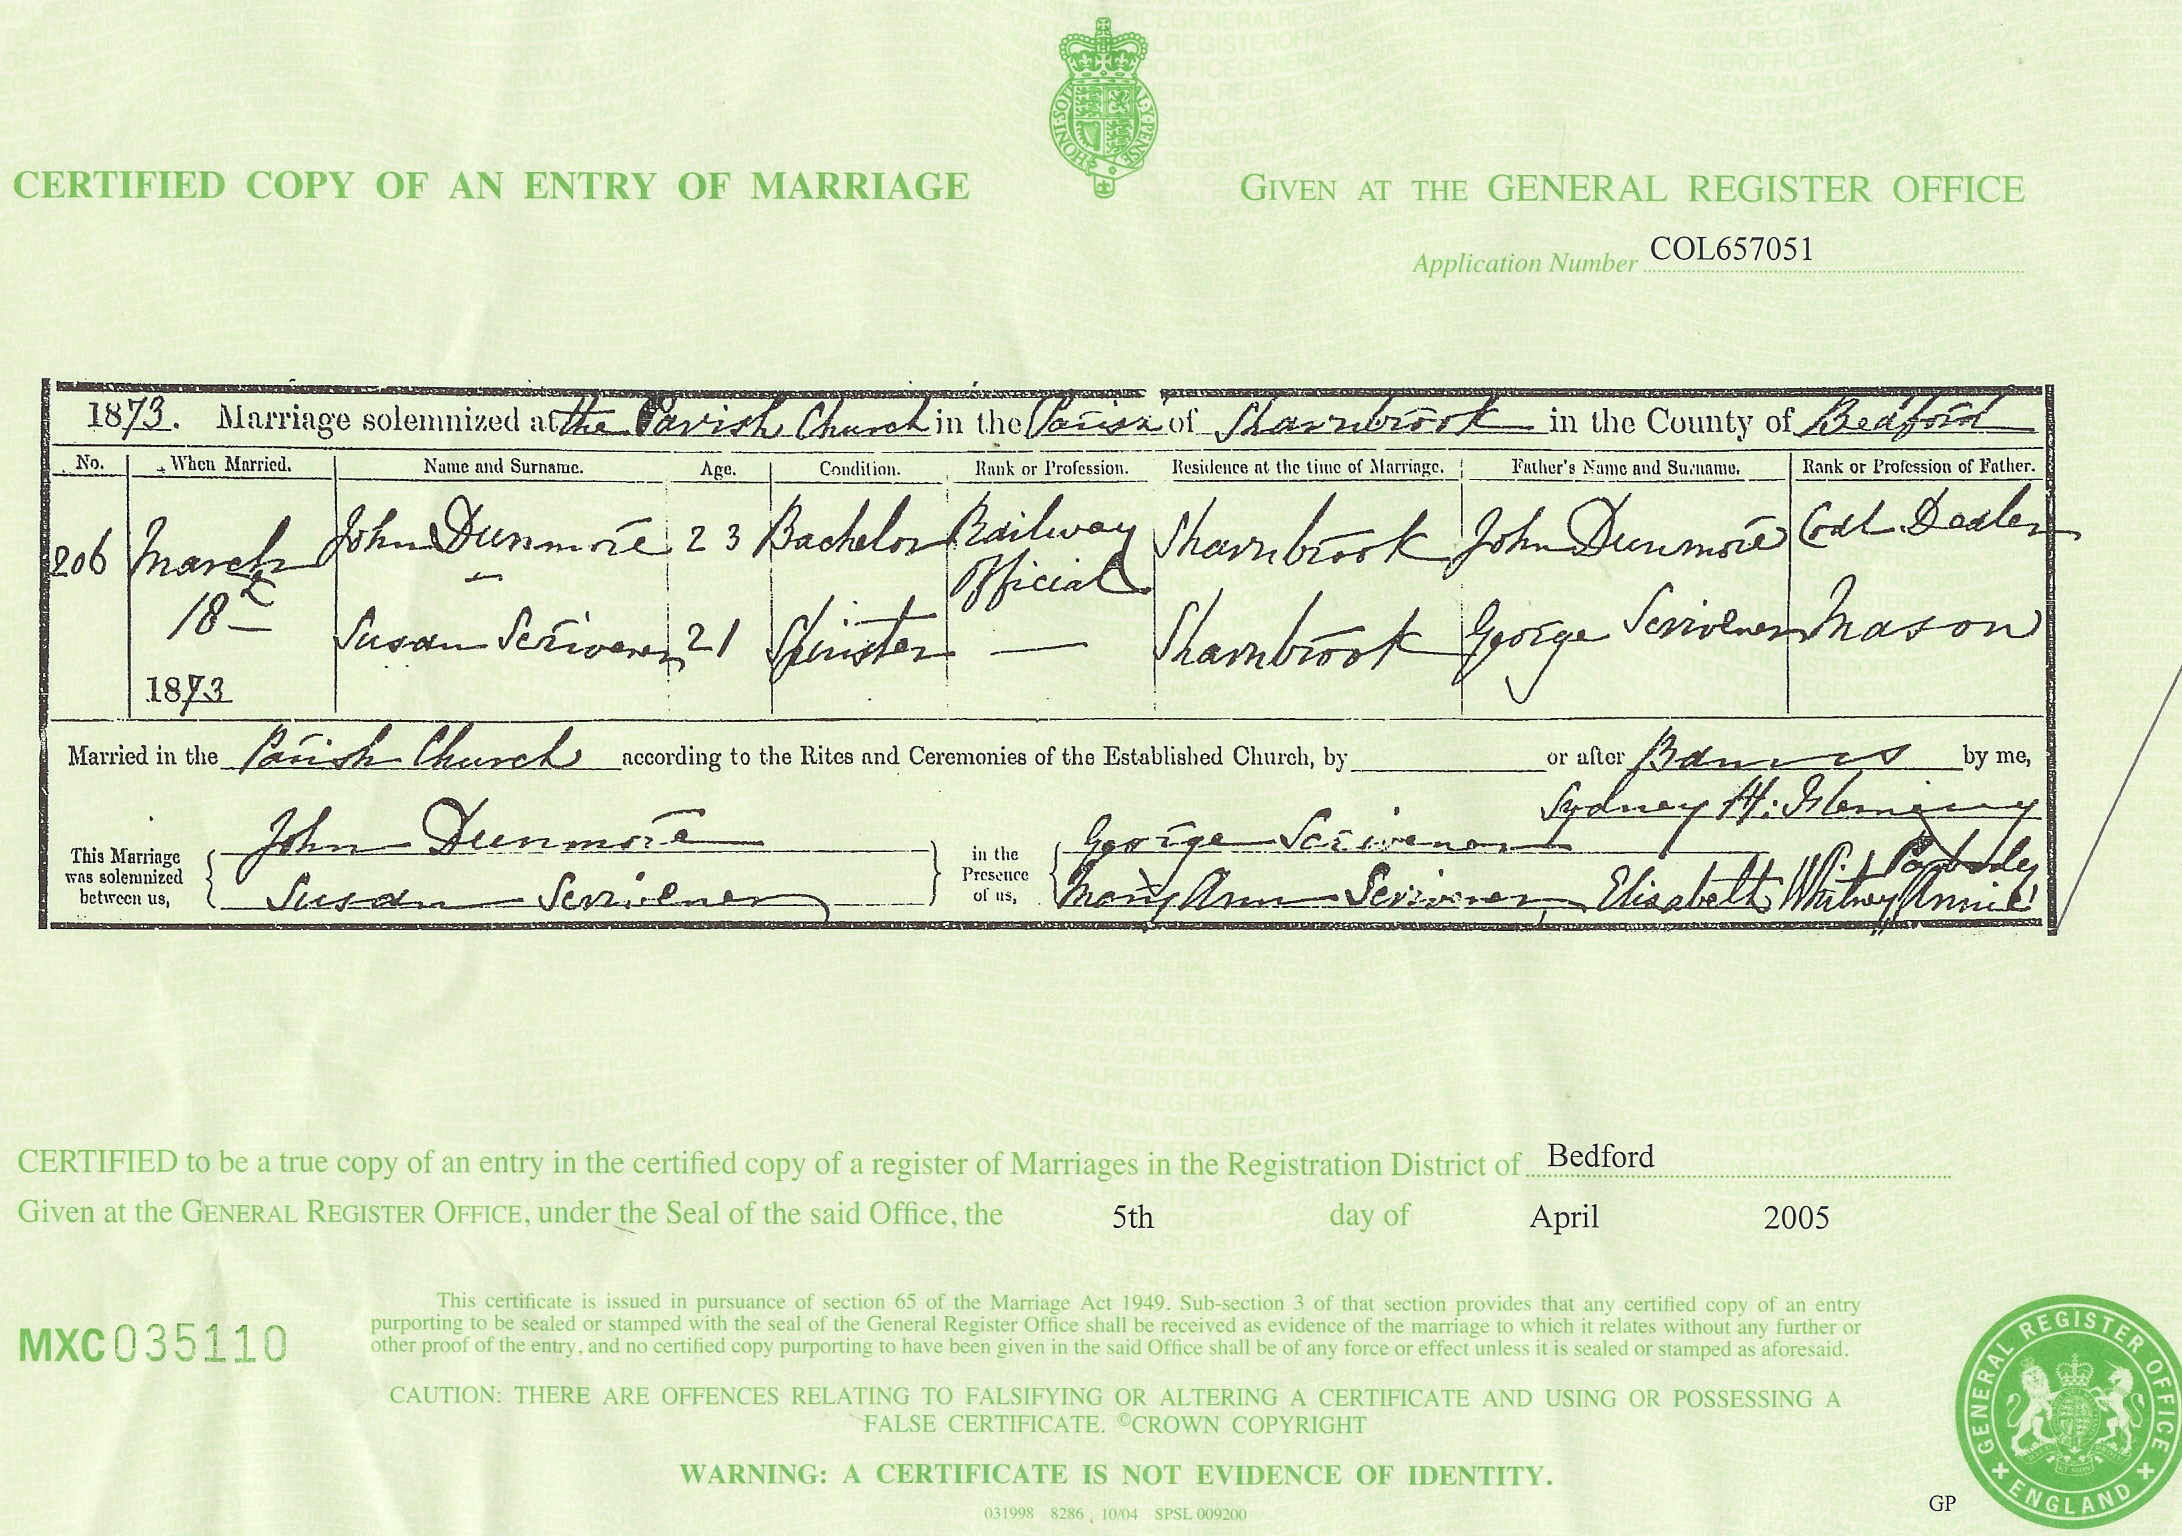 HONI·SOIT·QUI·MAL·Y·PENSE
CERTIFIED COPY OF AN ENTRY OF MARRIAGE
GIVEN AT THE GENERAL REGISTER OFFICE
Application Number COL657051
1873. Marriage solemnized at the Parish Church in the Parish of Sharnbrook in the County of Bedford
No. When Married. Name and Surname. Age. Condition. Rank or Profession. Residence at the time of Marriage. Father's Name and Surname. Rank or Profession of Father.
206 March 18th 1873 John Dunmore 23 Bachelor Railway Official Sharnbrook John Dunmore Coal Dealer
Susan Scrivener 21 Spinster — Sharnbrook George Scrivener Mason
Married in the Parish Church according to the Rites and Ceremonies of the Established Church, by or after Banns by me,
Sydney H.
This Marriage was solemnized between us, John Dunmore Susan Scrivener
in the Presence of us, George Scrivener Mary Ann Scrivener, Elisabeth Whitney Annie
CERTIFIED to be a true copy of an entry in the certified copy of a register of Marriages in the Registration District of Bedford
Given at the GENERAL REGISTER OFFICE, under the Seal of the said Office, the 5th day of April 2005
MXC 035110
This certificate is issued in pursuance of section 65 of the Marriage Act 1949. Sub-section 3 of that section provides that any certified copy of an entry
purporting to be sealed or stamped with the seal of the General Register Office shall be received as evidence of the marriage to which it relates without any further or
other proof of the entry, and no certified copy purporting to have been given in the said Office shall be of any force or effect unless it is sealed or stamped as aforesaid.
CAUTION: THERE ARE OFFENCES RELATING TO FALSIFYING OR ALTERING A CERTIFICATE AND USING OR POSSESSING A
FALSE CERTIFICATE. ©CROWN COPYRIGHT
WARNING: A CERTIFICATE IS NOT EVIDENCE OF IDENTITY.
031998 8286 10/04 SPSL 009200
GP
GENERAL REGISTER OFFICE
ENGLAND